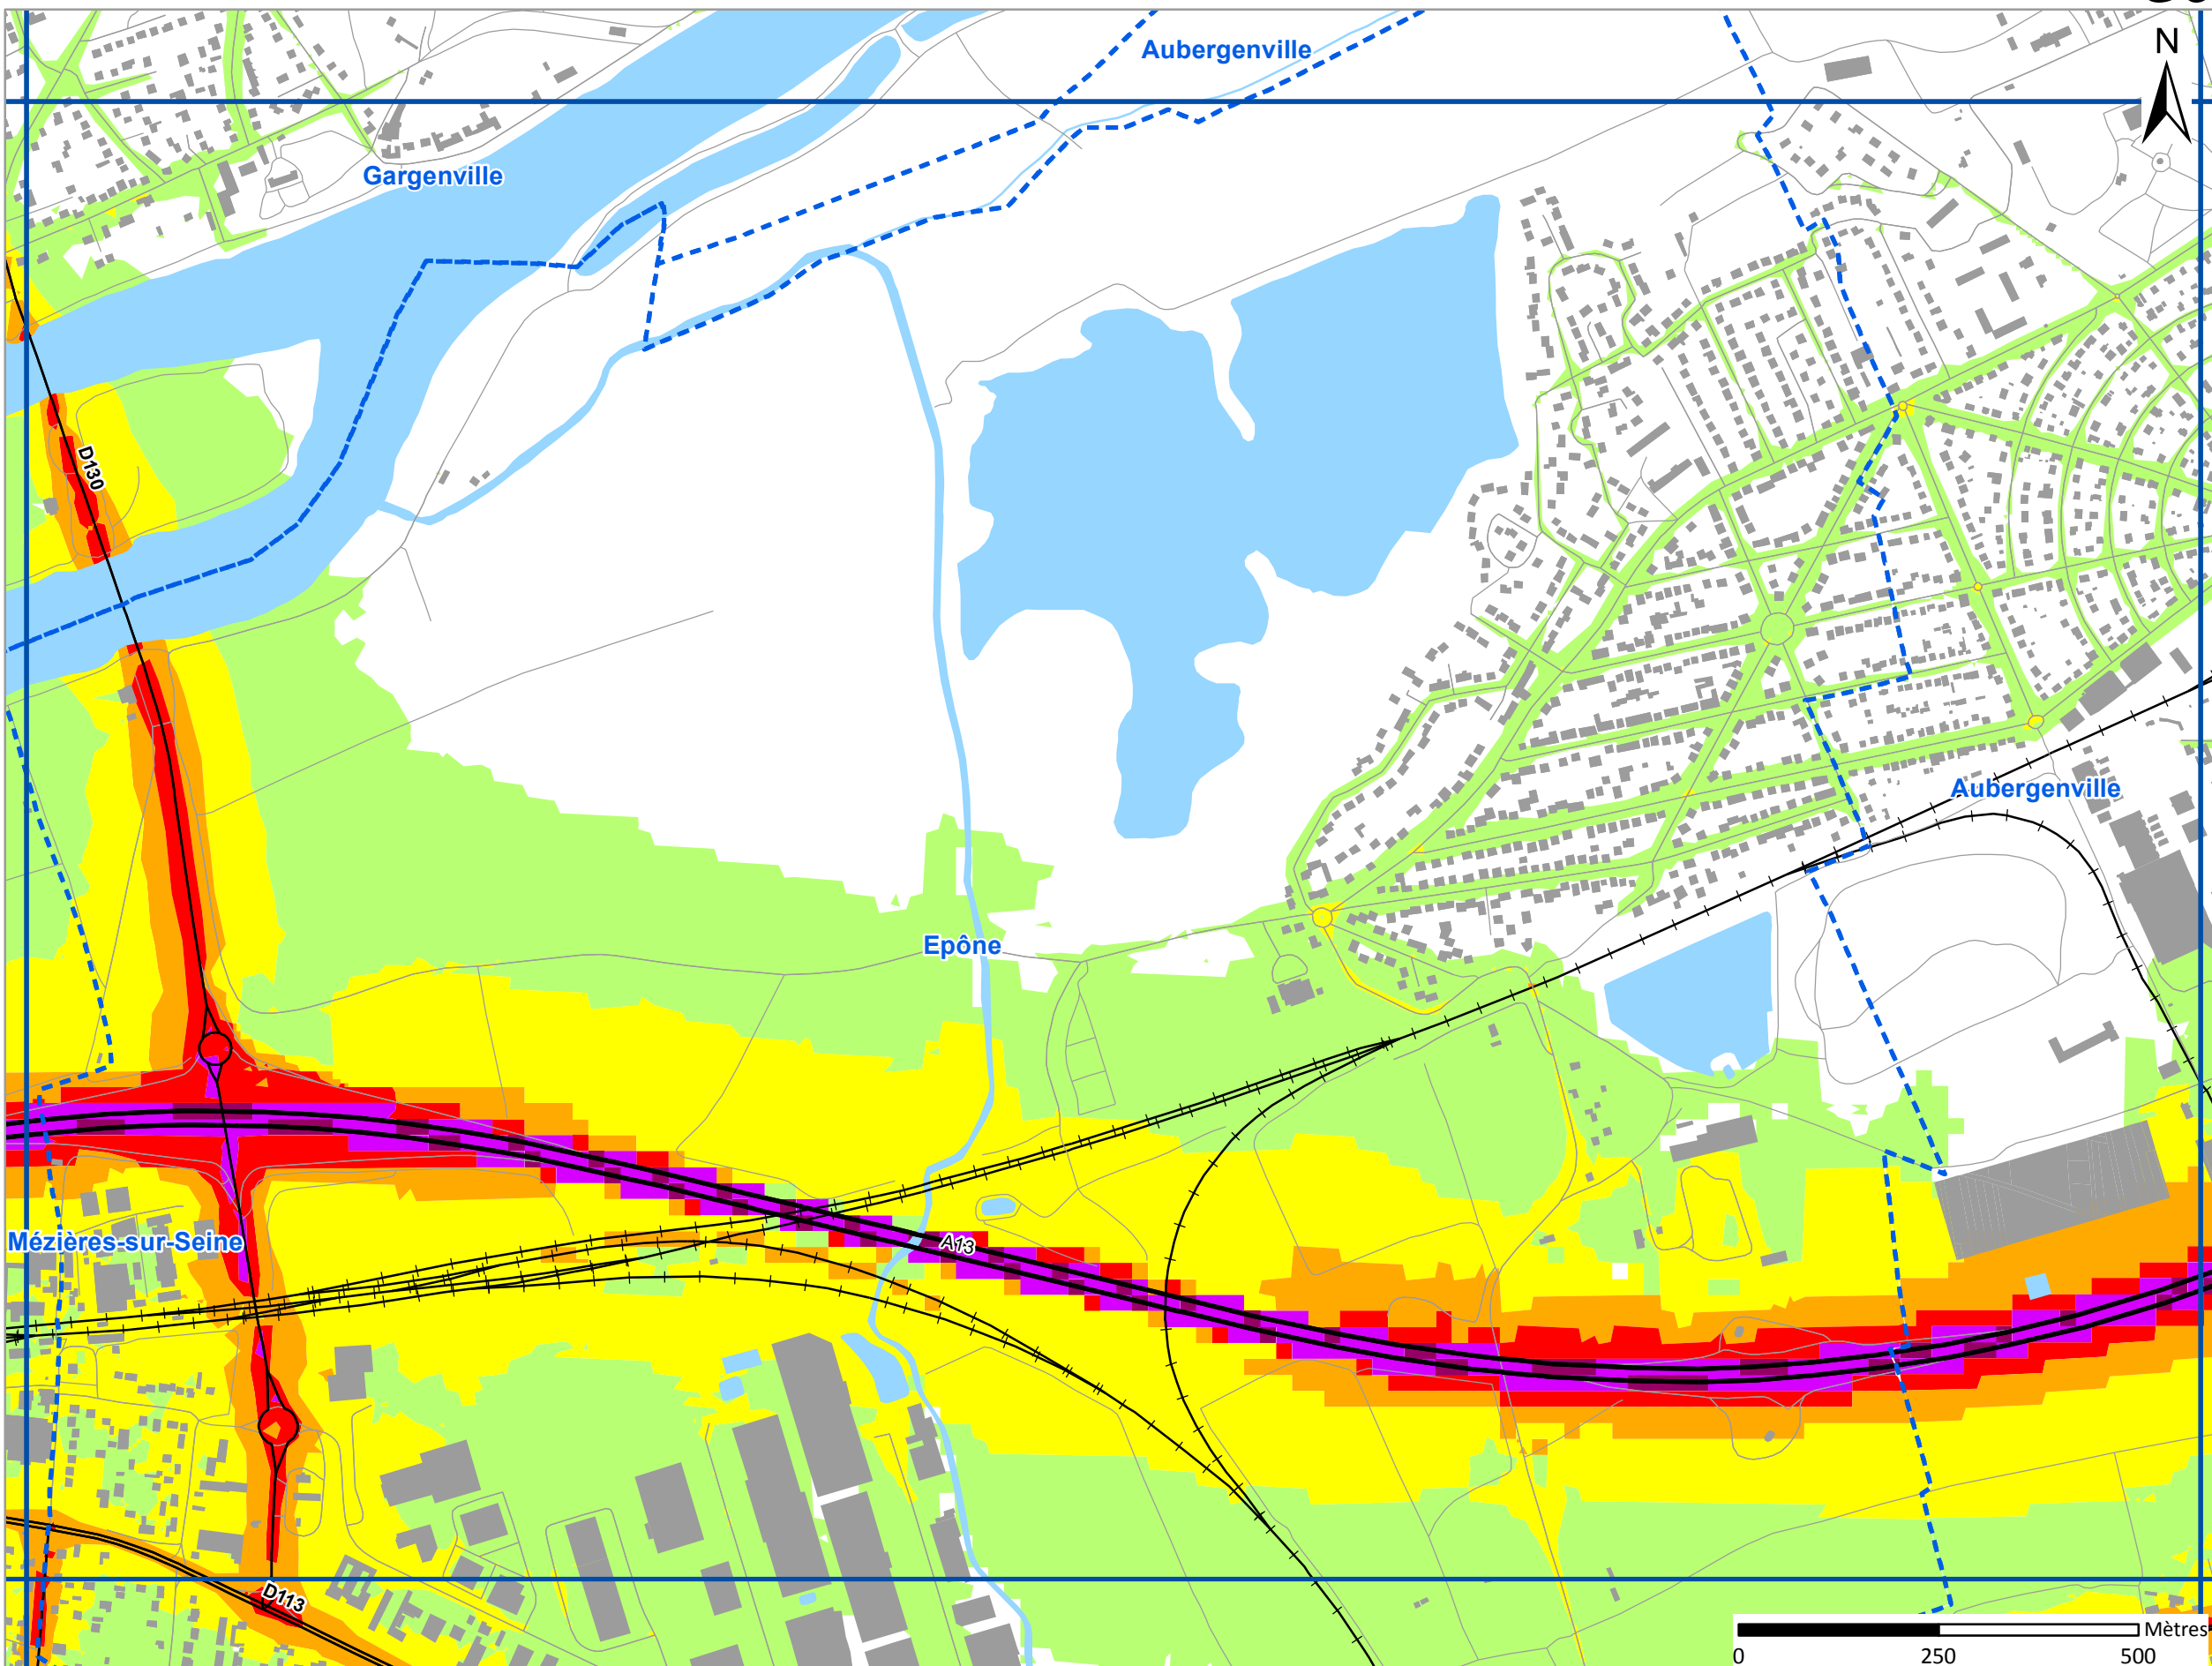 Aubergenville
N
Gargenville
D130
Aubergenville
Epône
A13
Mézières-sur-Seine
D113
Mètres
0 250 500